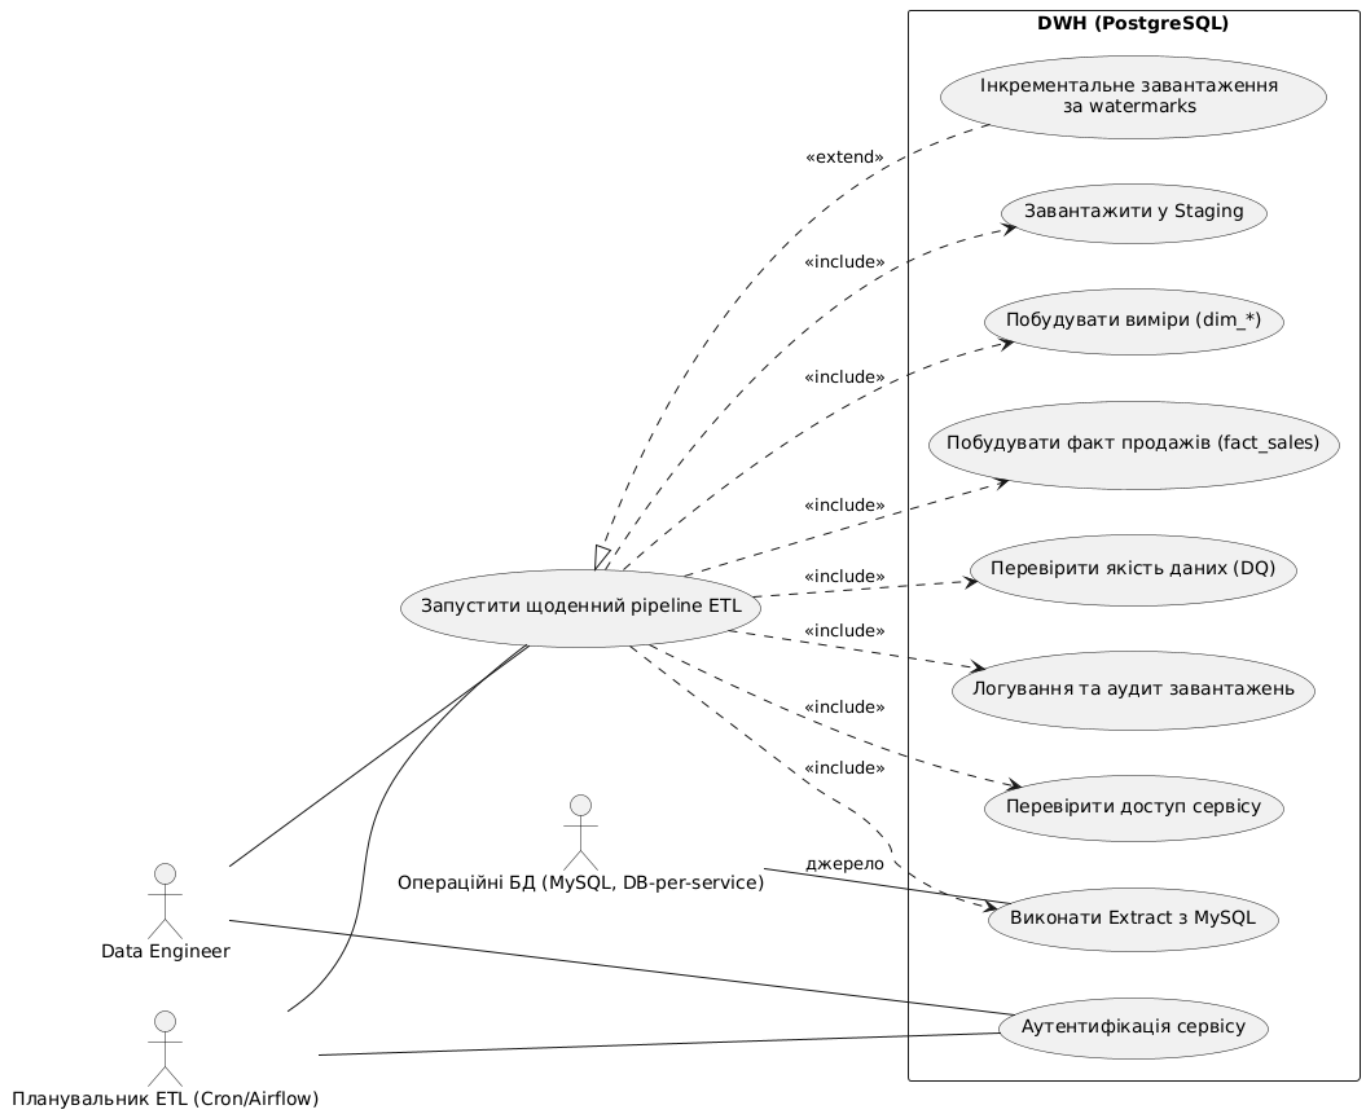 DWH (PostgreSQL)
Інкрементальне завантаження
за watermarks
«extend»
Завантажити у Staging
«include»
Побудувати виміри (dim_*)
«include»
Побудувати факт продажів (fact_sales)
«include»
Перевірити якість даних (DQ)
«include»
Запустити щоденний pipeline ETL
«include»
Логування та аудит завантажень
«include»
Перевірити доступ сервісу
«include»
джерело
Операційні БД (MySQL, DB-per-service)
Виконати Extract з MySQL
Data Engineer
Аутентифікація сервісу
Планувальник ETL (Cron/Airflow)